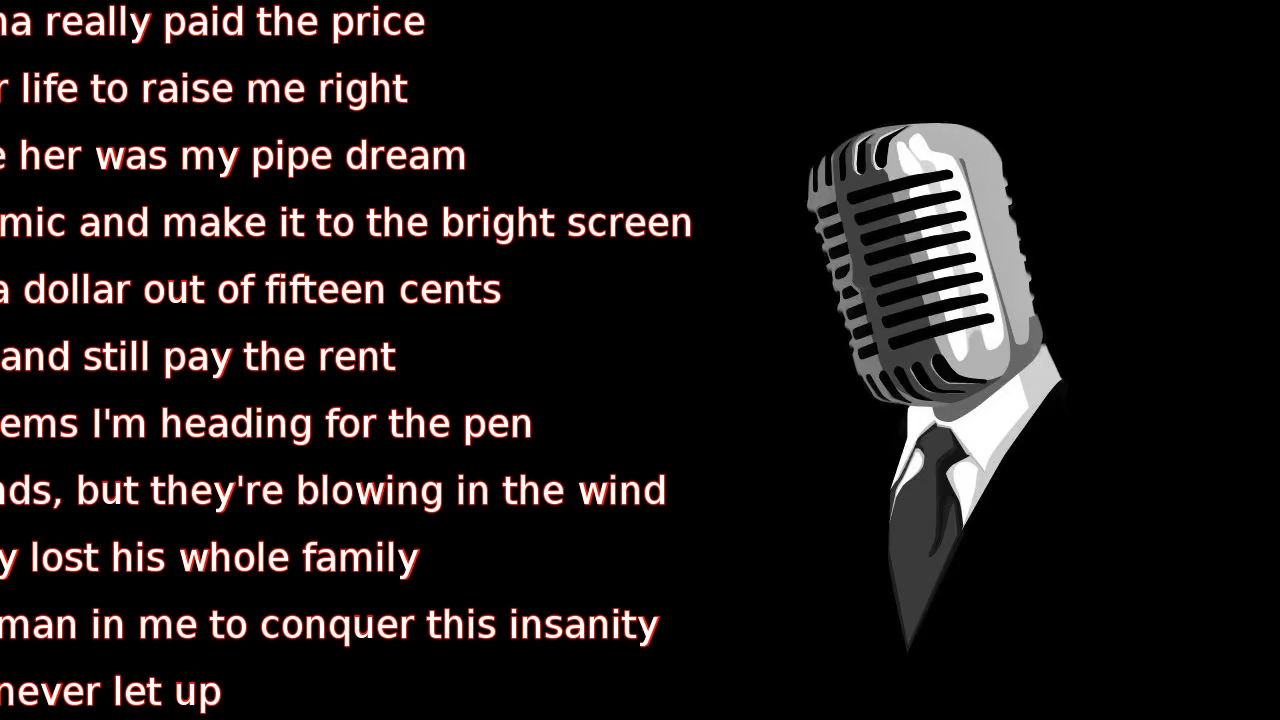 really paid the price
life to raise me right
her was my pipe dream
mic and make it to the bright screen
dollar out of fifteen cents
and still pay the rent
I'm heading for the pen
but they're blowing in the wind
lost his whole family
man in me to conquer this insanity
never let up